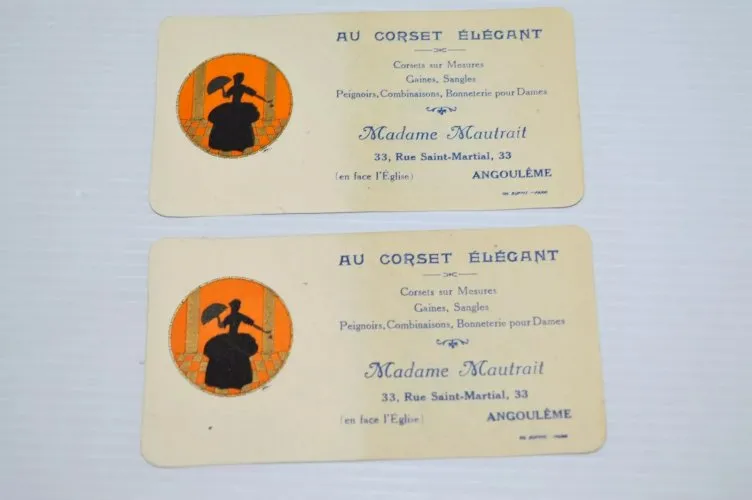 AU CORSET ÉLÉGANT
Corsets sur Mesures
Gaines, Sangles
Peignoirs, Combinaisons, Bonneterie pour Dames
Madame Mautrait
33, Rue Saint-Martial, 33
(en face l'Église) ANGOULÊME
AU CORSET ÉLÉGANT
Corsets sur Mesures
Gaines, Sangles
Peignoirs, Combinaisons, Bonneterie pour Dames
Madame Mautrait
33, Rue Saint-Martial, 33
(en face l'Église) ANGOULÊME